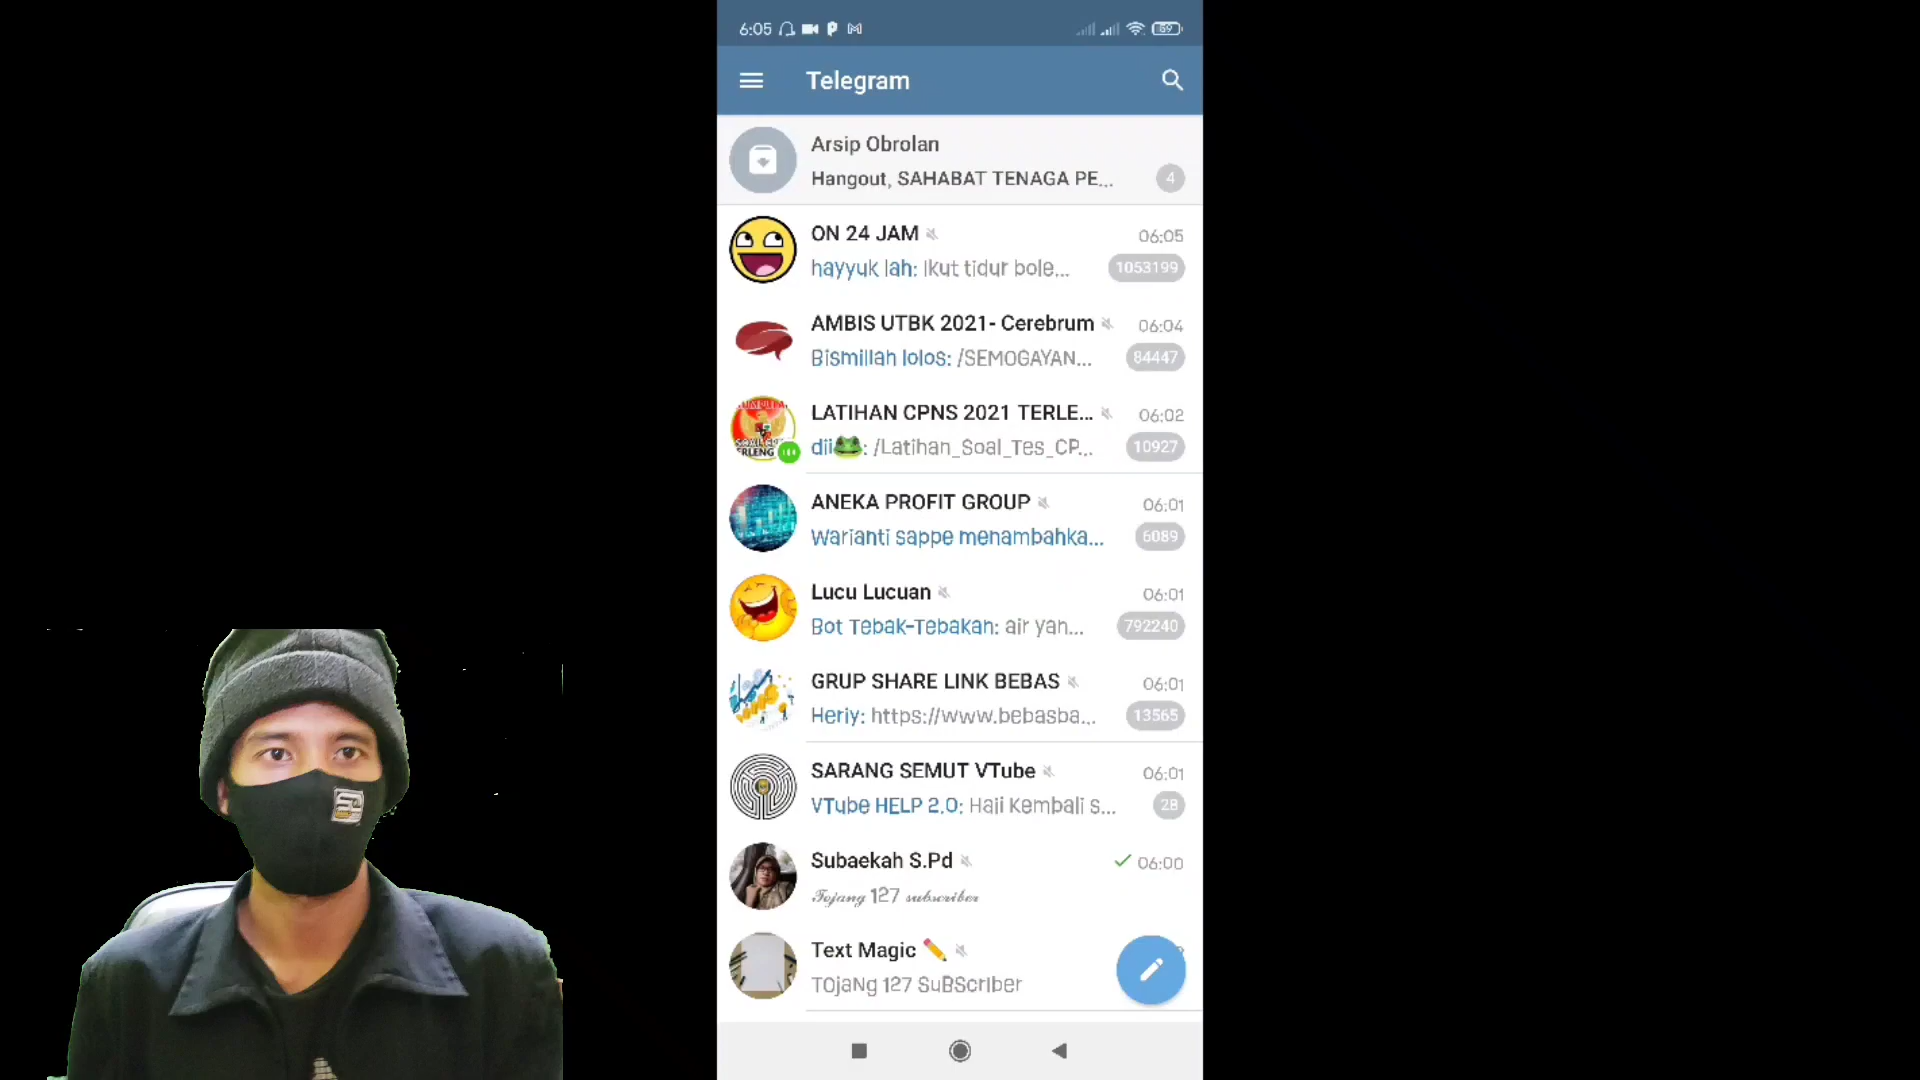 6:05
69
Telegram
Arsip Obrolan
Hangout, SAHABAT TENAGA PE...
4
ON 24 JAM
06:05
hayyuk lah: Ikut tidur bole...
1053199
AMBIS UTBK 2021- Cerebrum
06:04
Bismillah lolos: /SEMOGAYAN...
84447
LATIHAN CPNS 2021 TERLE...
06:02
dii🐸: /Latihan_Soal_Tes_CP...
10927
ANEKA PROFIT GROUP
06:01
Warianti sappe menambahka...
6089
Lucu Lucuan
06:01
Bot Tebak-Tebakan: air yan...
792240
GRUP SHARE LINK BEBAS
06:01
Heriy: https://www.bebasba...
13565
SARANG SEMUT VTube
06:01
VTube HELP 2.0: Haii Kembali s...
28
Subaekah S.Pd
06:00
𝒯ojang 127 subscriber
Text Magic ✏️
TOjaNg 127 SuBScrIber